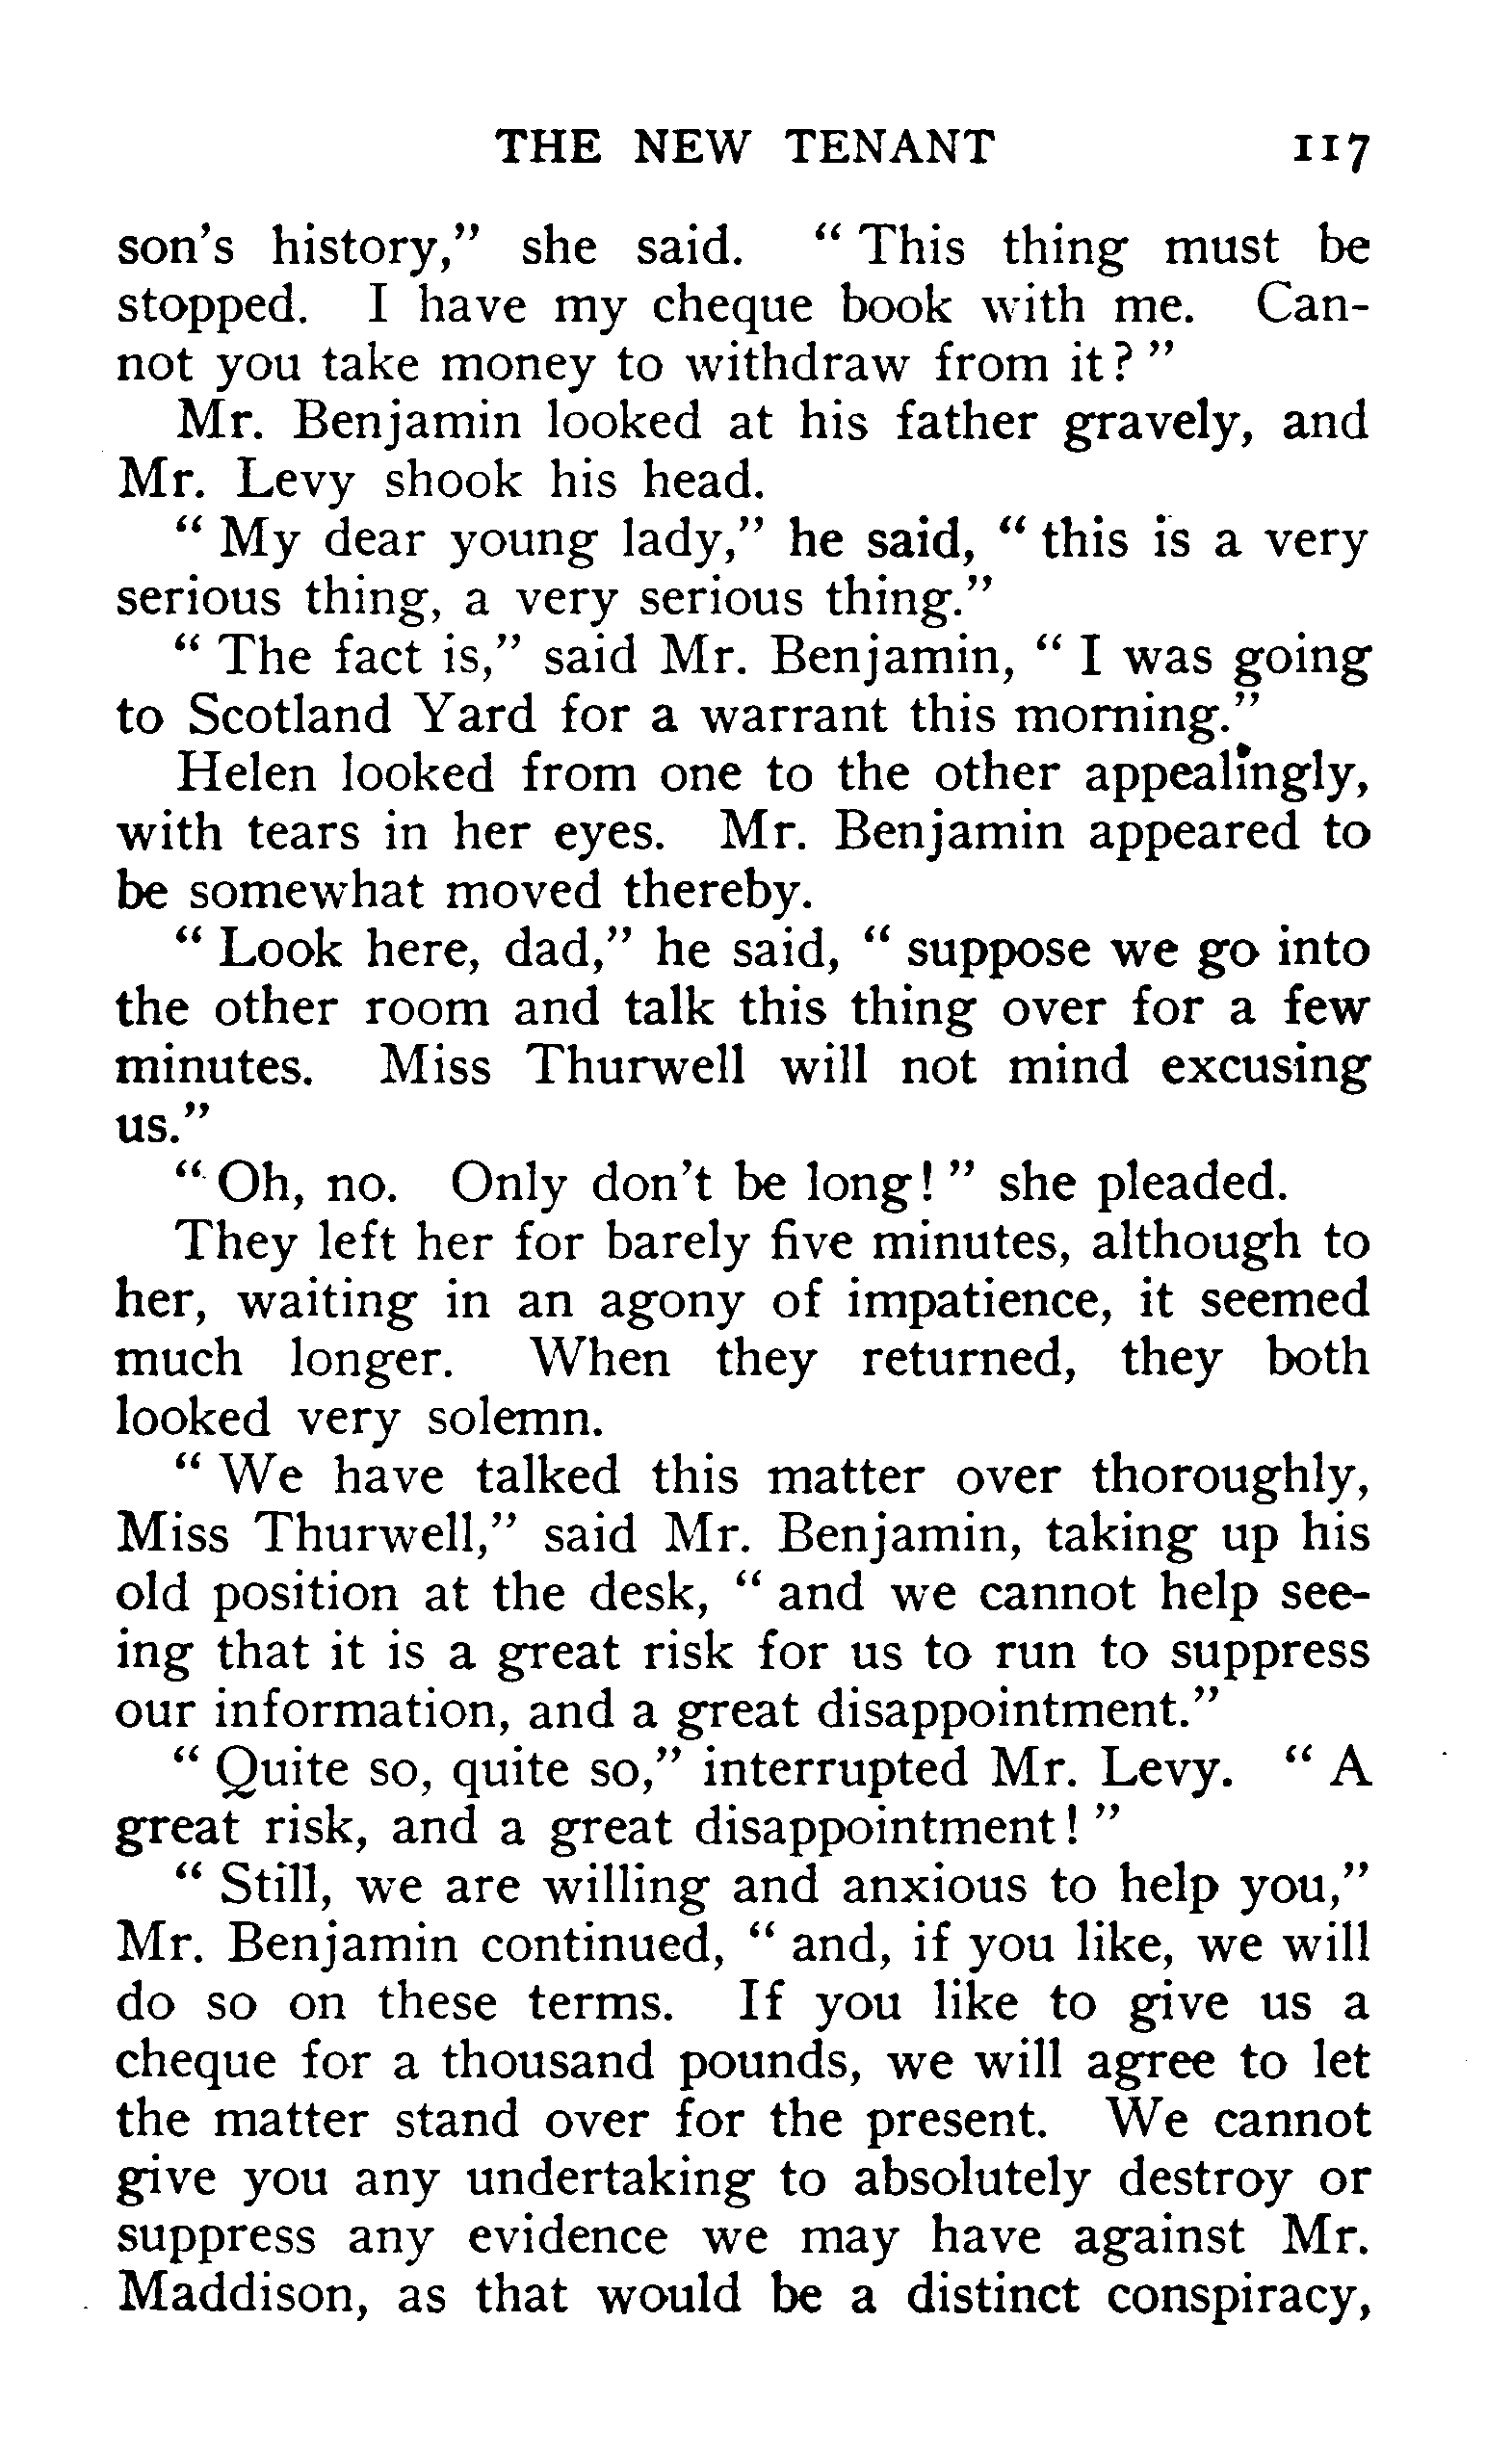 THE NEW TENANT 117
son's history," she said. "This thing must be
stopped. I have my cheque book with me. Can-
not you take money to withdraw from it?"
Mr. Benjamin looked at his father gravely, and
Mr. Levy shook his head.
"My dear young lady," he said, "this is a very
serious thing, a very serious thing."
"The fact is," said Mr. Benjamin, "I was going
to Scotland Yard for a warrant this morning."
Helen looked from one to the other appealingly,
with tears in her eyes. Mr. Benjamin appeared to
be somewhat moved thereby.
"Look here, dad," he said, "suppose we go into
the other room and talk this thing over for a few
minutes. Miss Thurwell will not mind excusing
us."
"Oh, no. Only don't be long!" she pleaded.
They left her for barely five minutes, although to
her, waiting in an agony of impatience, it seemed
much longer. When they returned, they both
looked very solemn.
"We have talked this matter over thoroughly,
Miss Thurwell," said Mr. Benjamin, taking up his
old position at the desk, "and we cannot help see-
ing that it is a great risk for us to run to suppress
our information, and a great disappointment."
"Quite so, quite so," interrupted Mr. Levy. "A
great risk, and a great disappointment!"
"Still, we are willing and anxious to help you,"
Mr. Benjamin continued, "and, if you like, we will
do so on these terms. If you like to give us a
cheque for a thousand pounds, we will agree to let
the matter stand over for the present. We cannot
give you any undertaking to absolutely destroy or
suppress any evidence we may have against Mr.
Maddison, as that would be a distinct conspiracy,